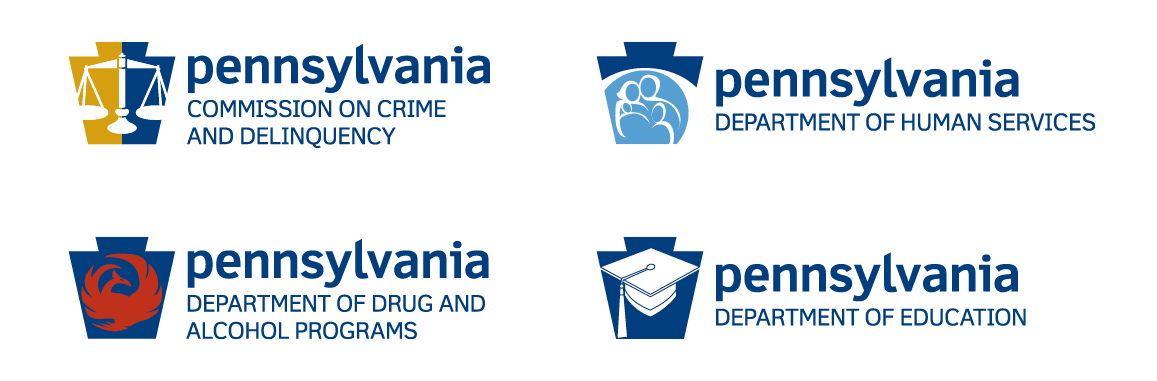 pennsylvania
COMMISSION ON CRIME
AND DELINQUENCY
pennsylvania
DEPARTMENT OF HUMAN SERVICES
pennsylvania
DEPARTMENT OF DRUG AND
ALCOHOL PROGRAMS
pennsylvania
DEPARTMENT OF EDUCATION